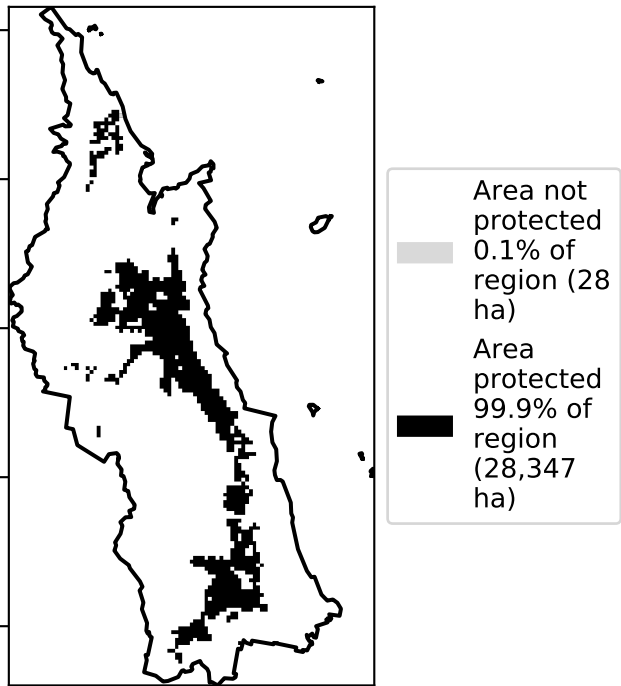 Area not
protected
0.1% of
region (28
ha)
Area
protected
99.9% of
region
(28,347
ha)